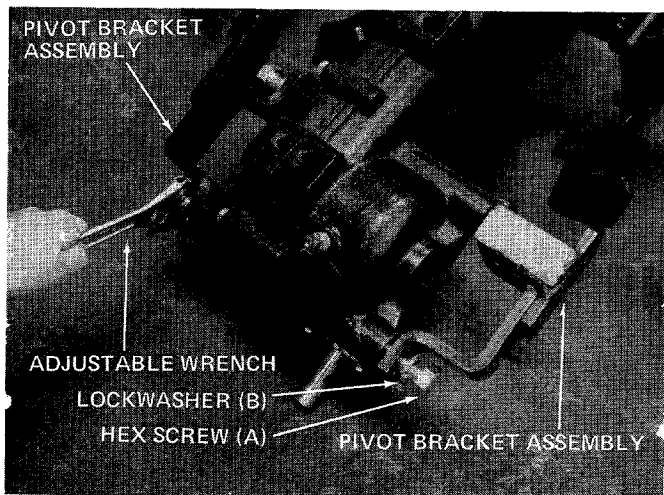 PIVOT BRACKET
ASSEMBLY
ADJUSTABLE WRENCH
LOCKWASHER (B)
HEX SCREW (A)
PIVOT BRACKET ASSEMBLY